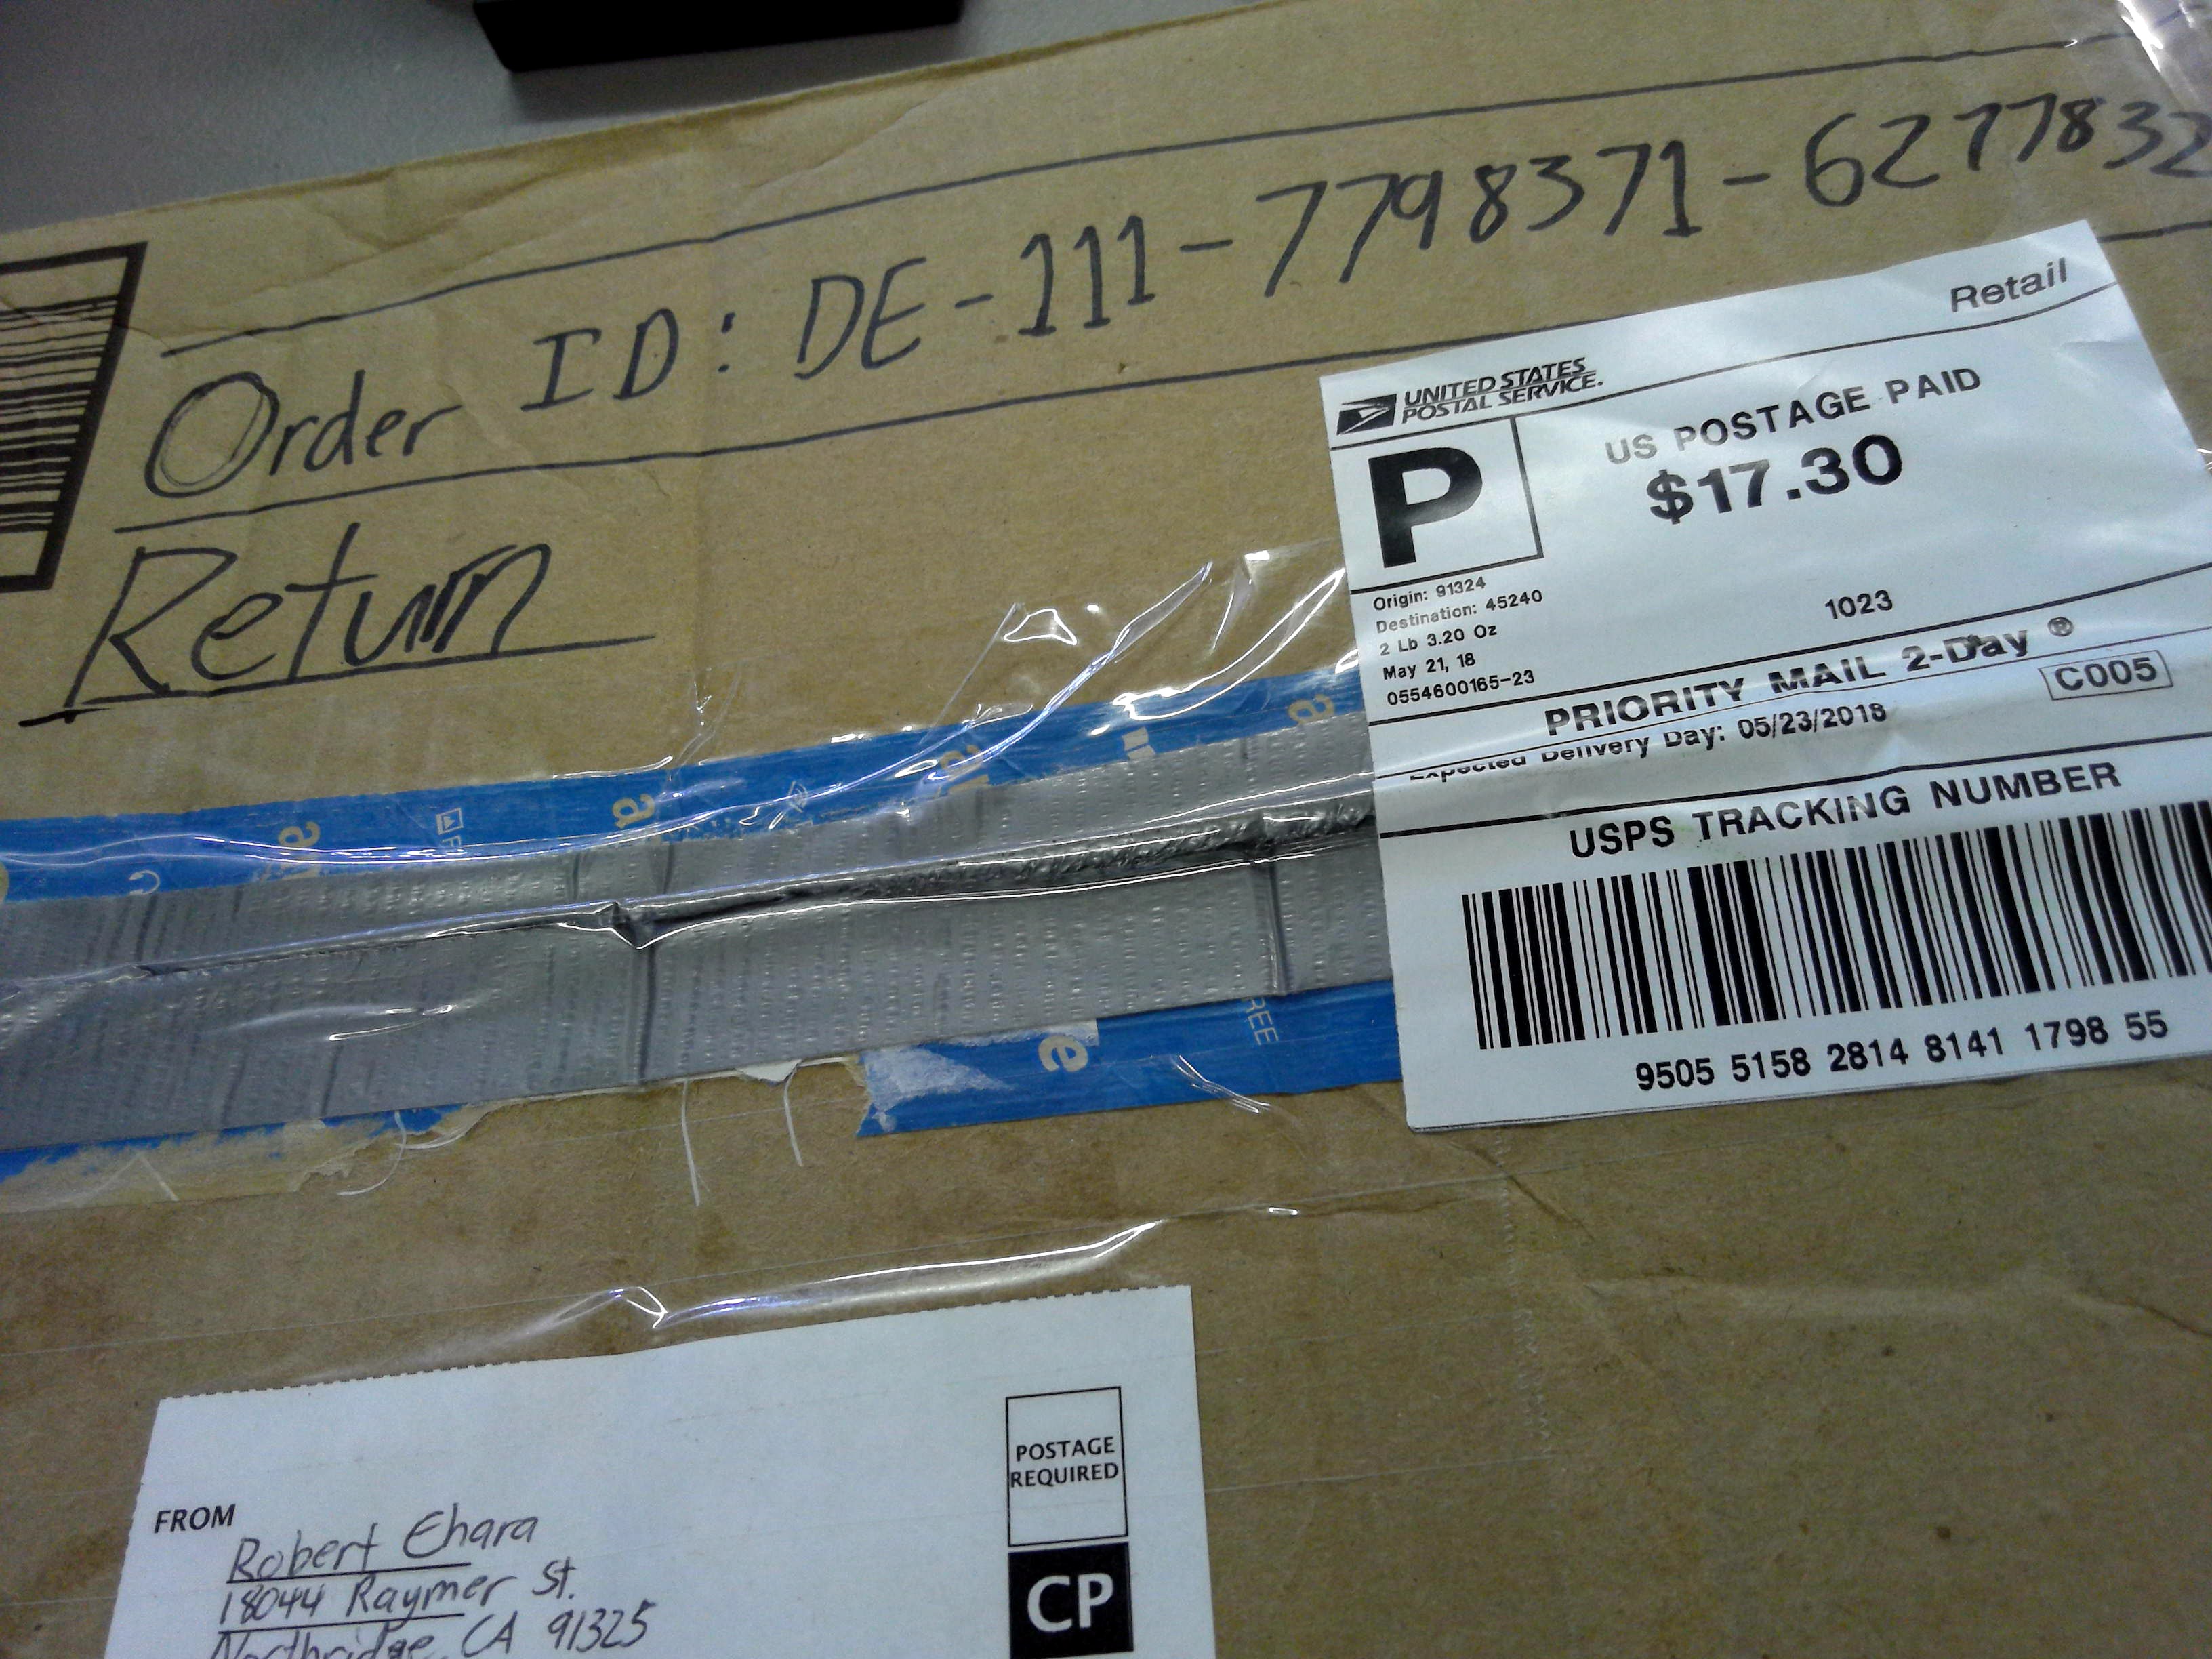 Order ID: DE-111-7798371-6277832
Return
Retail
UNITED STATES
POSTAL SERVICE.
P
US POSTAGE PAID
$17.30
Origin: 91324
Destination: 45240
2 Lb 3.20 Oz
May 21, 18
0554600165-23
1023
PRIORITY MAIL 2-Day ®
Expected Delivery Day: 05/23/2018
C005
USPS TRACKING NUMBER
9505 5158 2814 8141 1798 55
POSTAGE
REQUIRED
CP
FROM
Robert Ehara
18044 Raymer St.
Northridge, CA 91325